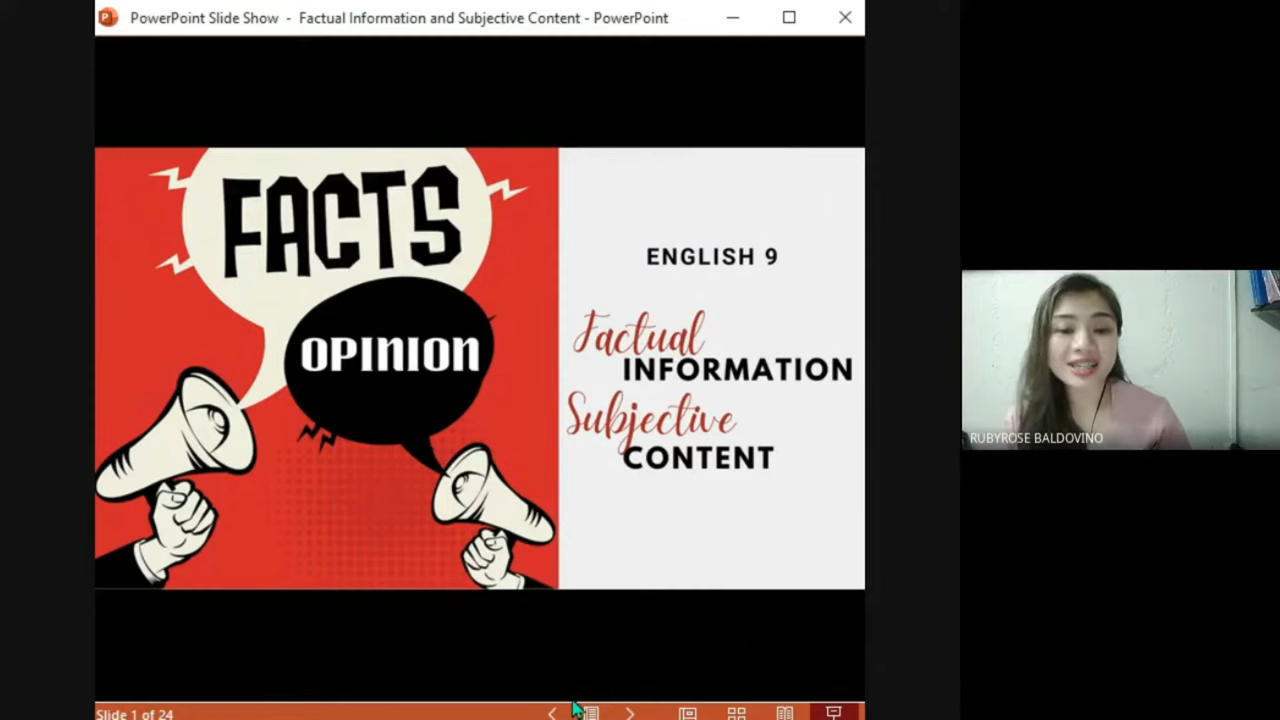 PowerPoint Slide Show - Factual Information and Subjective Content - PowerPoint
FACTS
OPINION
ENGLISH 9
Factual
INFORMATION
Subjective
CONTENT
RUBYROSE BALDOVINO
Slide 1 of 24